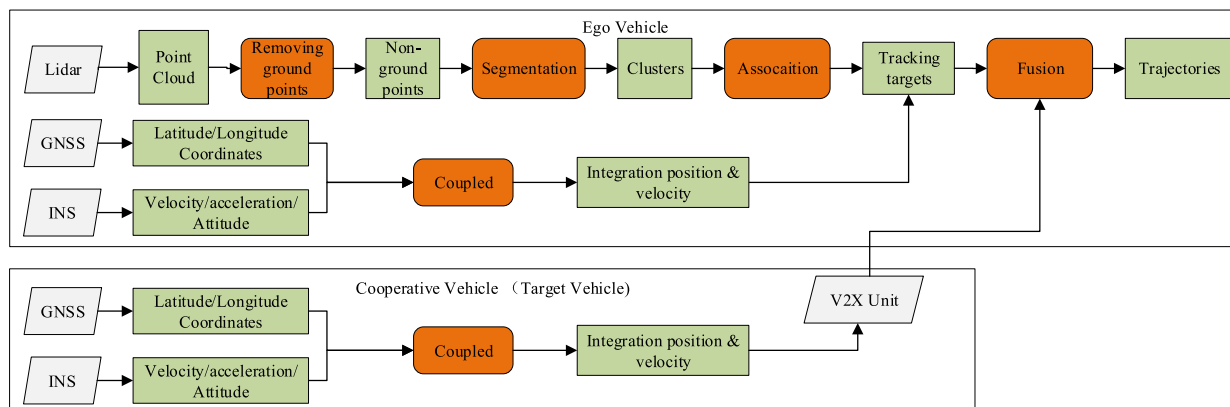 Ego Vehicle
Lidar
Point
Cloud
Removing
ground
points
Non-
ground
points
Segmentation
Clusters
Assocaition
Tracking
targets
Fusion
Trajectories
GNSS
Latitude/Longitude
Coordinates
Coupled
Integration position &
velocity
INS
Velocity/acceleration/
Attitude
Cooperative Vehicle （Target Vehicle)
GNSS
Latitude/Longitude
Coordinates
Coupled
Integration position &
velocity
V2X Unit
INS
Velocity/acceleration/
Attitude